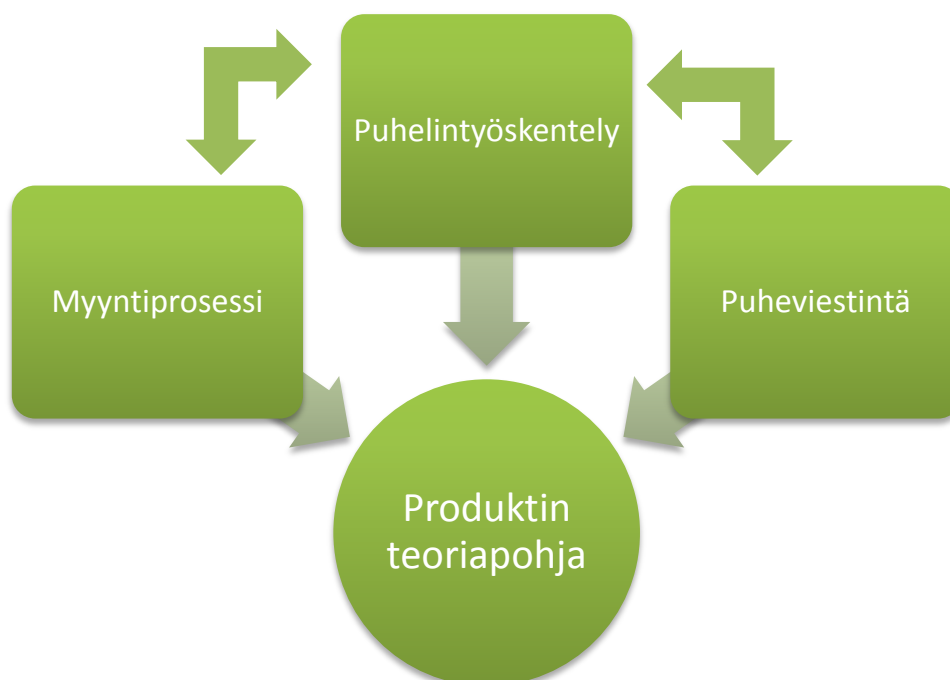 Puhelintyöskentely
Myyntiprosessi
Puheviestintä
Produktin
teoriapohja